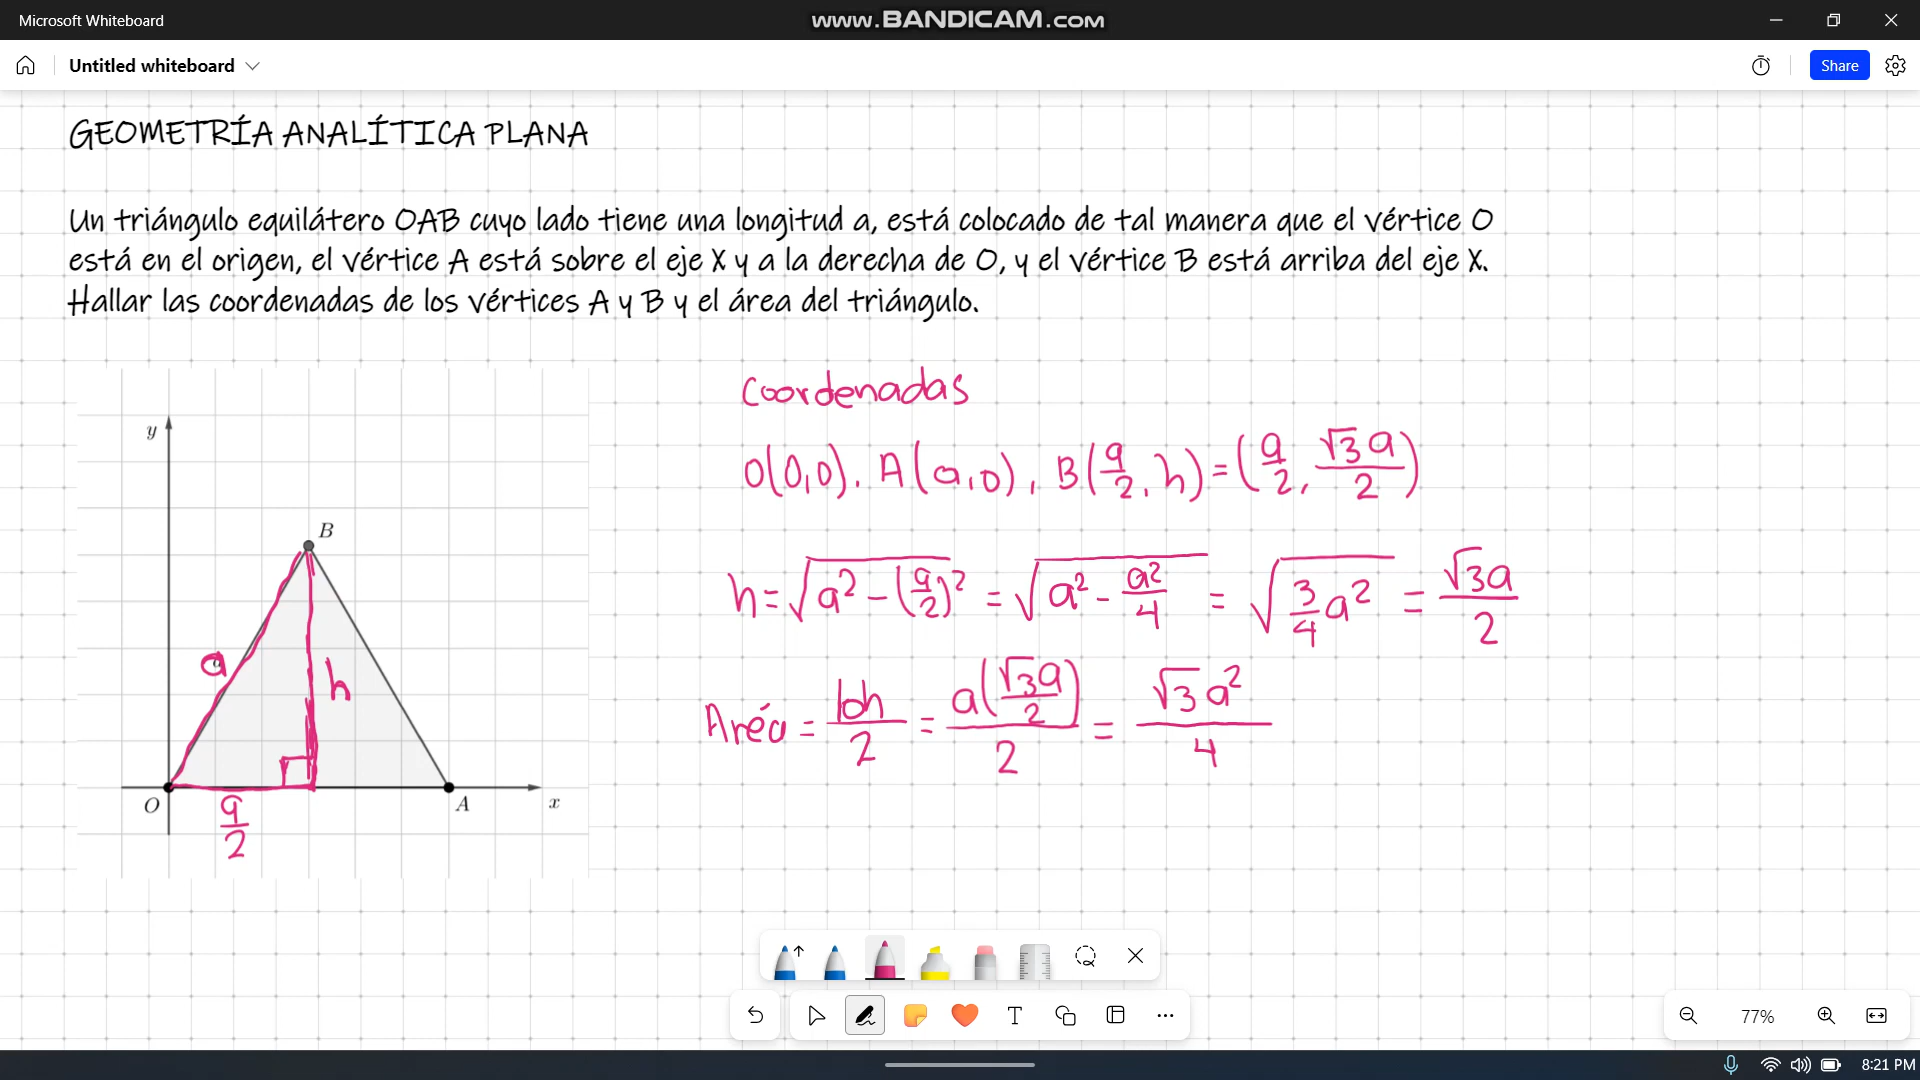 Microsoft Whiteboard
www.BANDICAM.com
Untitled whiteboard
Share
GEOMETRÍA ANALÍTICA PLANA
Un triángulo equilátero OAB cuyo lado tiene una longitud a, está colocado de tal manera que el vértice O
está en el origen, el vértice A está sobre el eje X y a la derecha de O, y el vértice B está arriba del eje X.
Hallar las coordenadas de los vértices A y B y el área del triángulo.
Coordenadas
O(0,0). A(a,0), B(a/2, h) = (a/2, √3a/2)
h = √(a² - (a/2)²) = √(a² - a²/4) = √(3/4 a²) = √3a/2
Aréa = bh/2 = a(√3a/2)/2 = √3a²/4
y
B
a
h
O
A
x
a/2
77%
8:21 PM